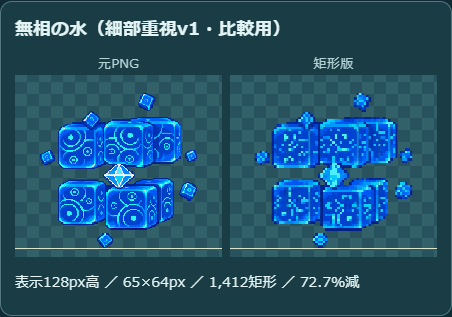 無相の水（細部重視v1・比較用）
元PNG
矩形版
表示128px高 ／ 65×64px ／ 1,412矩形 ／ 72.7%減